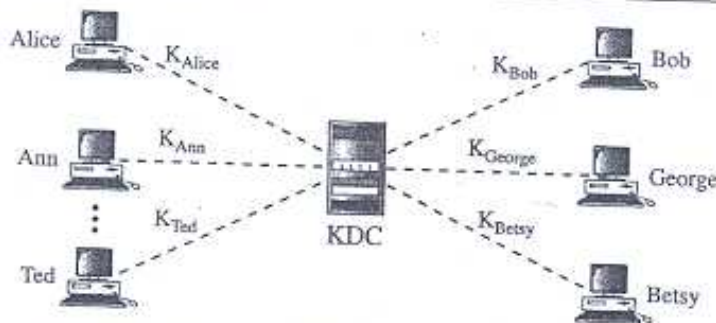 Alice
K_Alice
K_Bob
Bob
Ann
K_Ann
K_George
George
K_Ted
KDC
K_Betsy
Ted
Betsy